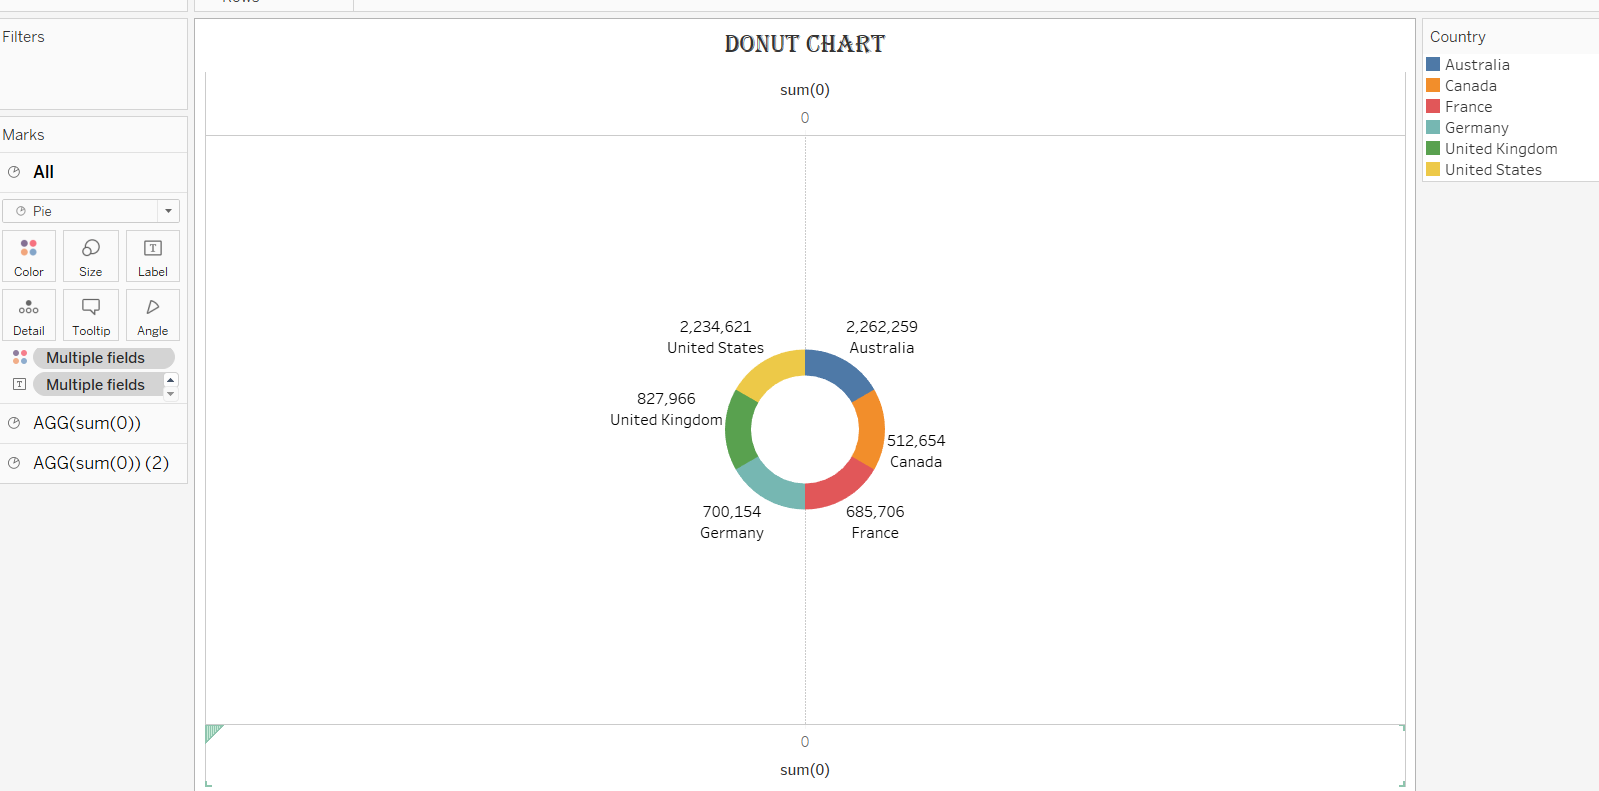 Filters
Marks
All
Pie
Color
Size
T
Label
Detail
Tooltip
Angle
Multiple fields
T
Multiple fields
AGG(sum(0))
AGG(sum(0)) (2)
DONUT CHART
sum(0)
0
2,234,621
United States
2,262,259
Australia
827,966
United Kingdom
512,654
Canada
700,154
Germany
685,706
France
0
sum(0)
Country
Australia
Canada
France
Germany
United Kingdom
United States